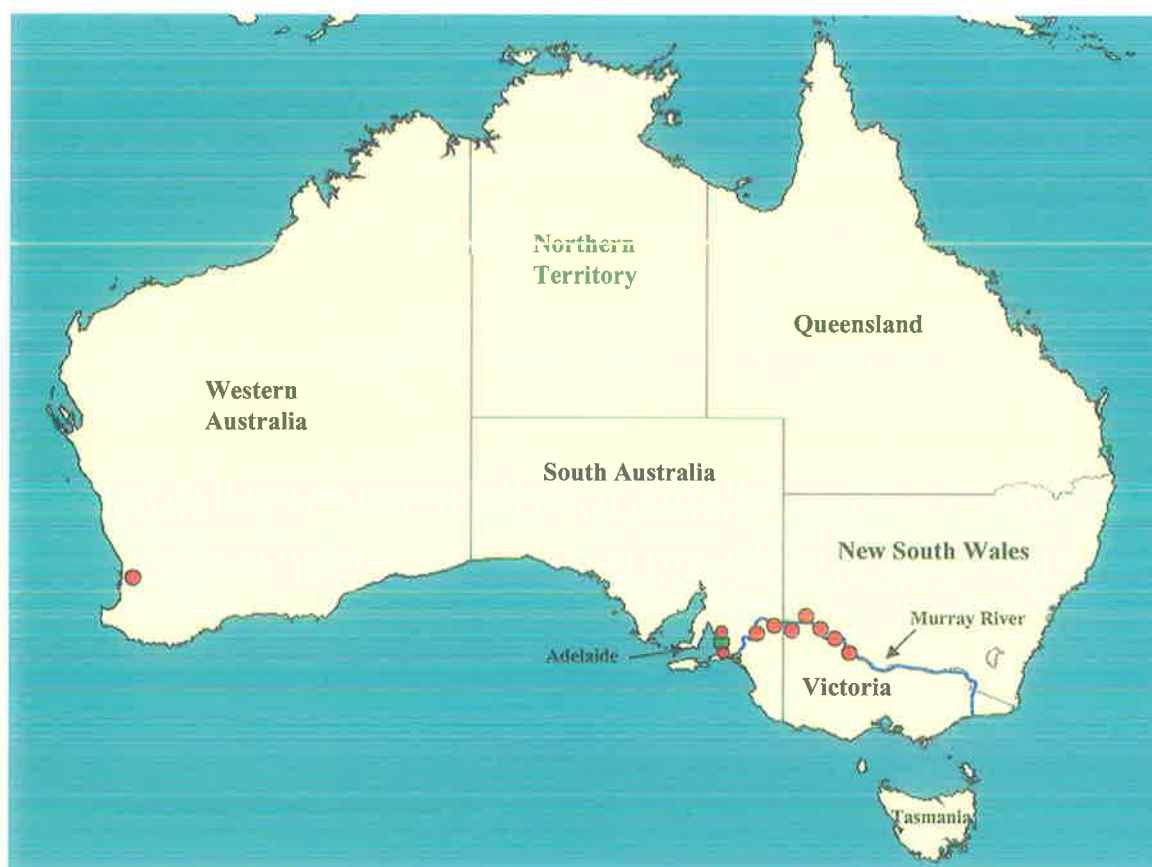 Northern
Territory
Queensland
Western
Australia
South Australia
New South Wales
Murray River
Adelaide
Victoria
Tasmania